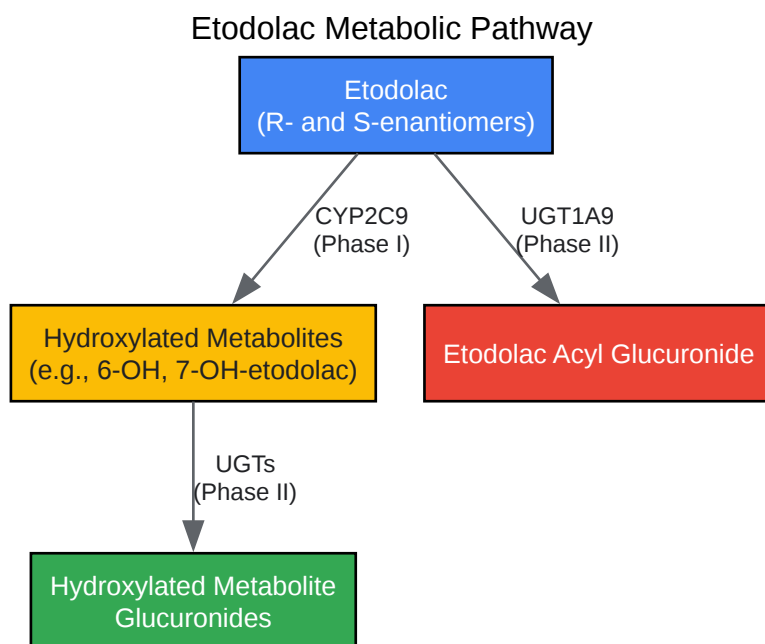 Etodolac Metabolic Pathway
Etodolac
(R- and S-enantiomers)
CYP2C9
(Phase I)
UGT1A9
(Phase II)
Hydroxylated Metabolites
(e.g., 6-OH, 7-OH-etodolac)
Etodolac Acyl Glucuronide
UGTs
(Phase II)
Hydroxylated Metabolite
Glucuronides